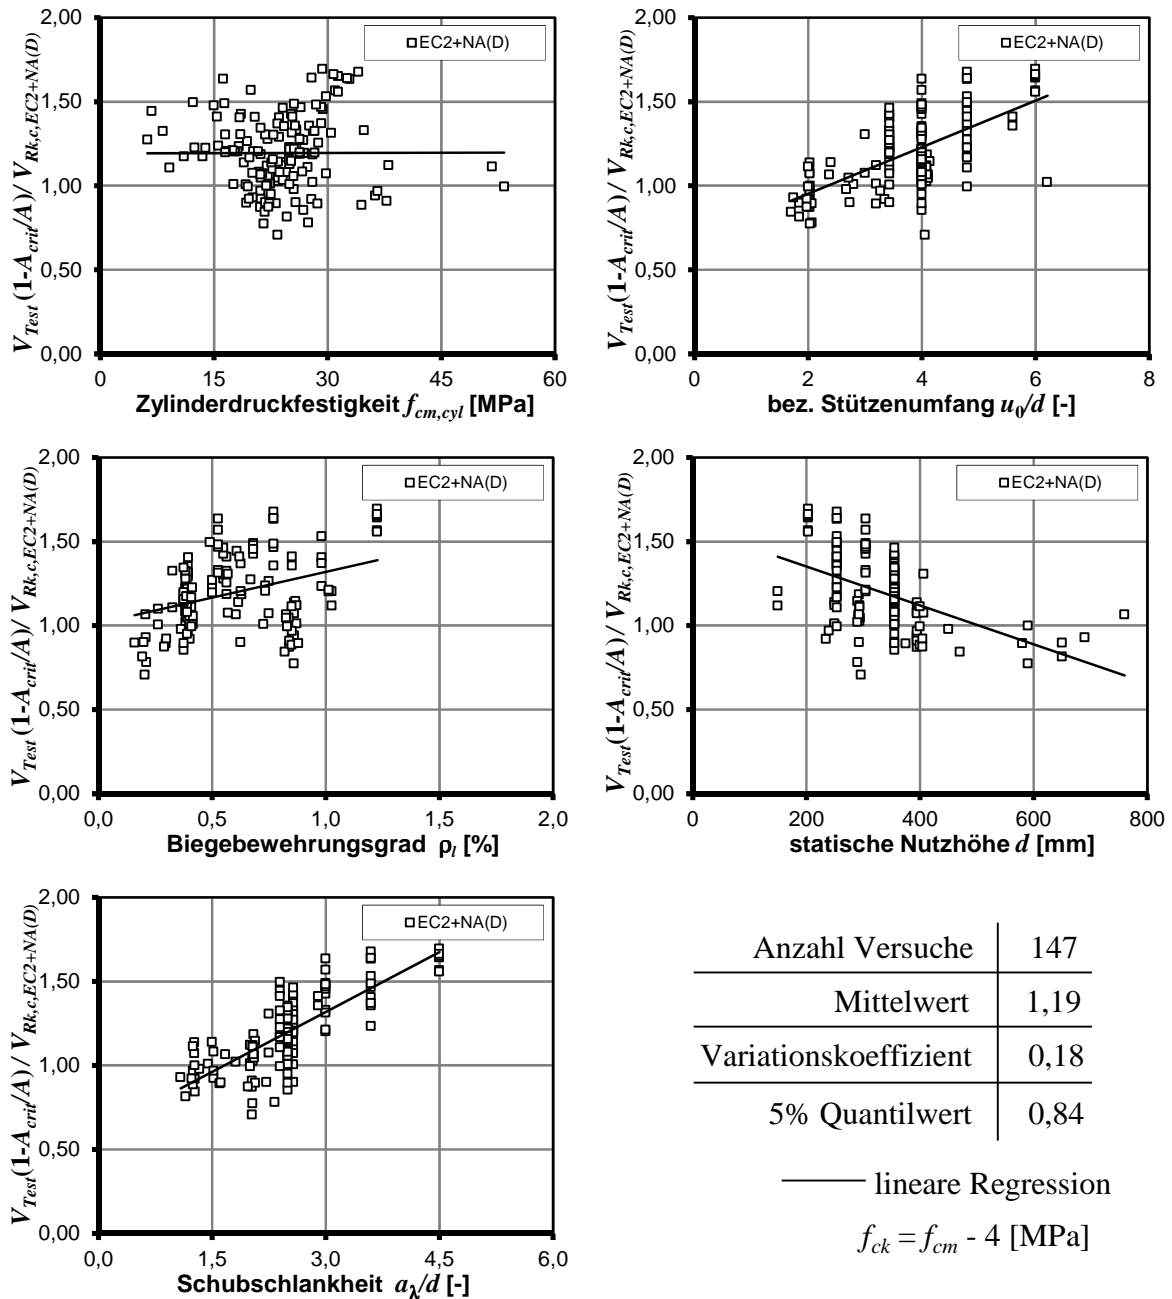 V_Test(1-A_crit/A) / V_Rk,c,EC2+NA(D)
2,00
1,50
1,00
0,50
0,00
EC2+NA(D)
0 15 30 45 60
Zylinderdruckfestigkeit f_cm,cyl [MPa]
V_Test(1-A_crit/A) / V_Rk,c,EC2+NA(D)
2,00
1,50
1,00
0,50
0,00
EC2+NA(D)
0 2 4 6 8
bez. Stützenumfang u_0/d [-]
V_Test(1-A_crit/A) / V_Rk,c,EC2+NA(D)
2,00
1,50
1,00
0,50
0,00
EC2+NA(D)
0,0 0,5 1,0 1,5 2,0
Biegebewehrungsgrad ρ_l [%]
V_Test(1-A_crit/A) / V_Rk,c,EC2+NA(D)
2,00
1,50
1,00
0,50
0,00
EC2+NA(D)
0 200 400 600 800
statische Nutzhöhe d [mm]
V_Test(1-A_crit/A) / V_Rk,c,EC2+NA(D)
2,00
1,50
1,00
0,50
0,00
EC2+NA(D)
0,0 1,5 3,0 4,5 6,0
Schubschlankheit a_λ/d [-]
Anzahl Versuche 147
Mittelwert 1,19
Variationskoeffizient 0,18
5% Quantilwert 0,84
lineare Regression
f_ck = f_cm - 4 [MPa]